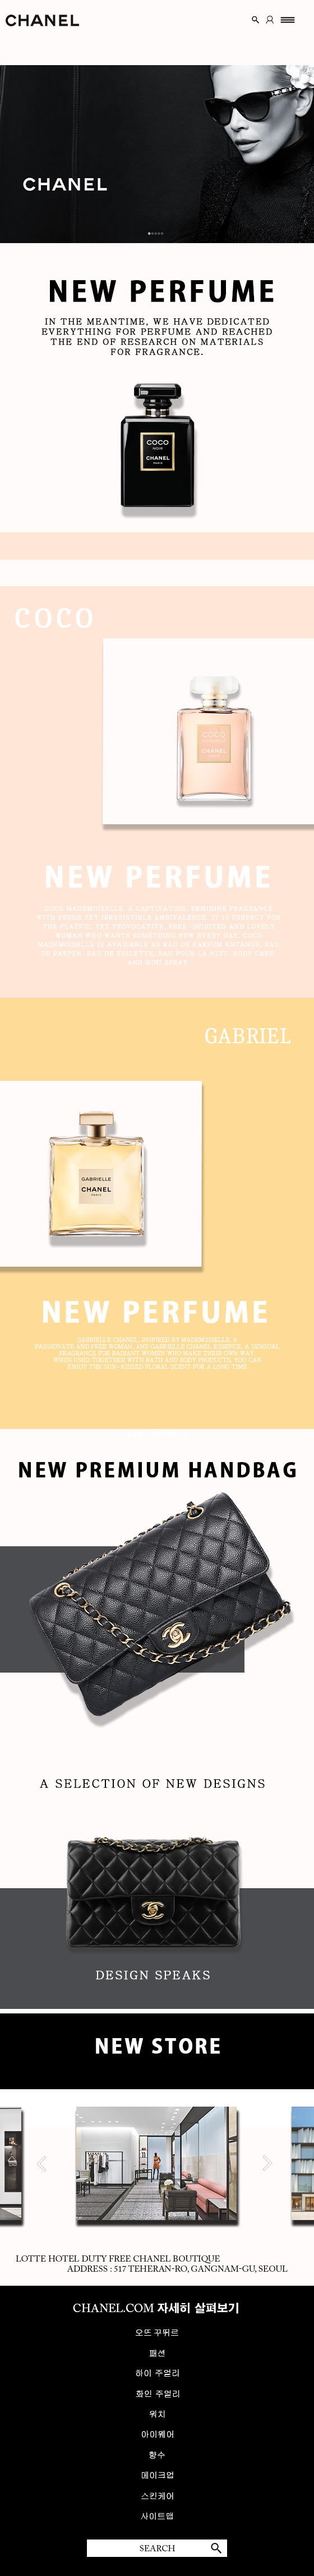 CHANEL
CHANEL
NEW PERFUME
IN THE MEANTIME, WE HAVE DEDICATED
EVERYTHING FOR PERFUME AND REACHED
THE END OF RESEARCH ON MATERIALS
FOR FRAGRANCE.
COCO
NOIR
CHANEL
PARIS
COCO
COCO
CHANEL
NEW PERFUME
COCO MADEMOISELLE, A CAPTIVATING, FEMININE FRAGRANCE
WITH FRESH YET IRRESISTIBLE AMBIVALENCE, IT IS PERFECT FOR
THE PLAYFUL YET PROVOCATIVE, FREE-SPIRITED AND LOVELY
WOMAN WHO WANTS SOMETHING NEW EVERY DAY. COCO
MADEMOISELLE IS AVAILABLE AS EAU DE PARFUM INTENSE, EAU
DE PARFUM, EAU DE TOILETTE, EAU POUR LA NUIT, BODY CARE
AND MINI SPRAY.
GABRIEL
GABRIELLE
CHANEL
PARIS
NEW PERFUME
GABRIELLE CHANEL, INSPIRED BY MADEMOISELLE, A
PASSIONATE AND FREE WOMAN, AND GABRIELLE CHANEL ESSENCE, A SENSUAL
FRAGRANCE FOR RADIANT WOMEN WHO MAKE THEIR OWN WAY.
WHEN USED TOGETHER WITH BATH AND BODY PRODUCTS, YOU CAN
ENJOY THE SUN-KISSED FLORAL SCENT FOR A LONG TIME.
NEW PREMIUM HANDBAG
A SELECTION OF NEW DESIGNS
DESIGN SPEAKS
NEW STORE
LOTTE HOTEL DUTY FREE CHANEL BOUTIQUE
ADDRESS : 517 TEHERAN-RO, GANGNAM-GU, SEOUL
CHANEL.COM 자세히 살펴보기
오뜨 꾸뛰르
패션
하이 주얼리
화인 주얼리
워치
아이웨어
향수
메이크업
스킨케어
사이트맵
SEARCH